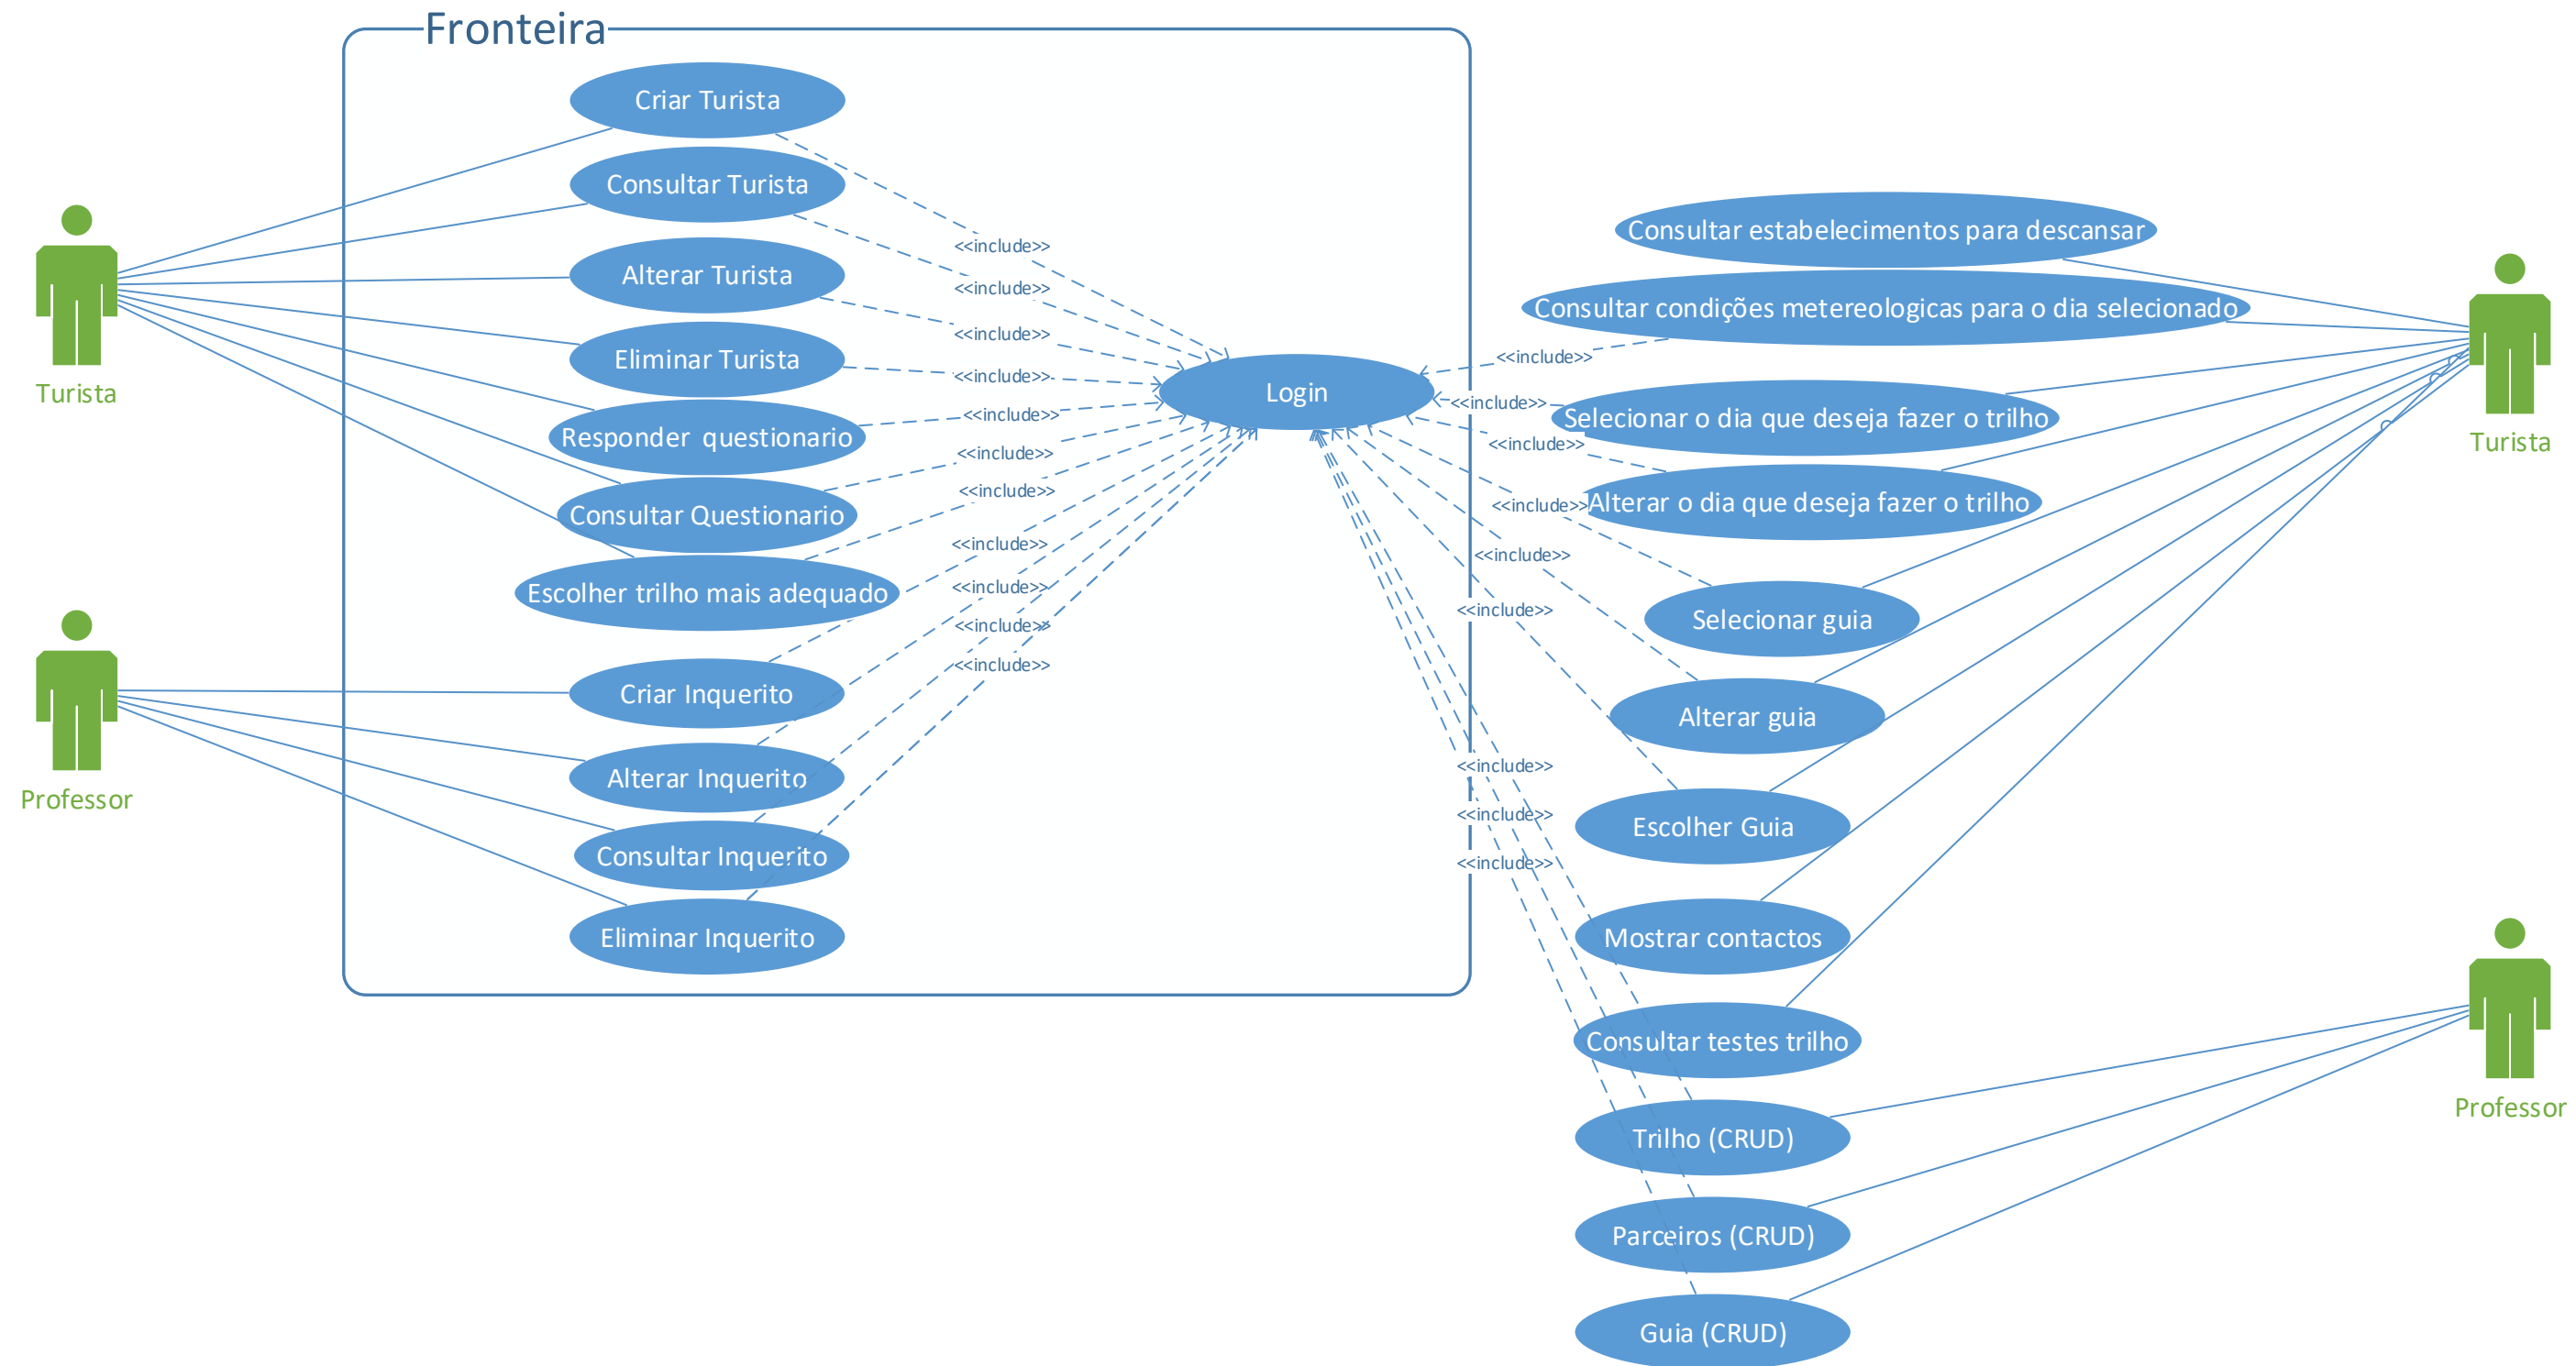 Fronteira
Criar Turista
Consultar Turista
Alterar Turista
Eliminar Turista
Responder questionario
Consultar Questionario
Escolher trilho mais adequado
Criar Inquerito
Alterar Inquerito
Consultar Inquerito
Eliminar Inquerito
Turista
Professor
<<include>>
<<include>>
<<include>>
<<include>>
<<include>>
<<include>>
<<include>>
<<include>>
<<include>>
<<include>>
<<include>>
Login
<<include>>
<<include>>
<<include>>
<<include>>
<<include>>
<<include>>
<<include>>
<<include>>
<<include>>
Consultar estabelecimentos para descansar
Consultar condições metereologicas para o dia selecionado
Selecionar o dia que deseja fazer o trilho
Alterar o dia que deseja fazer o trilho
Selecionar guia
Alterar guia
Escolher Guia
Mostrar contactos
Consultar testes trilho
Trilho (CRUD)
Parceiros (CRUD)
Guia (CRUD)
Turista
Professor